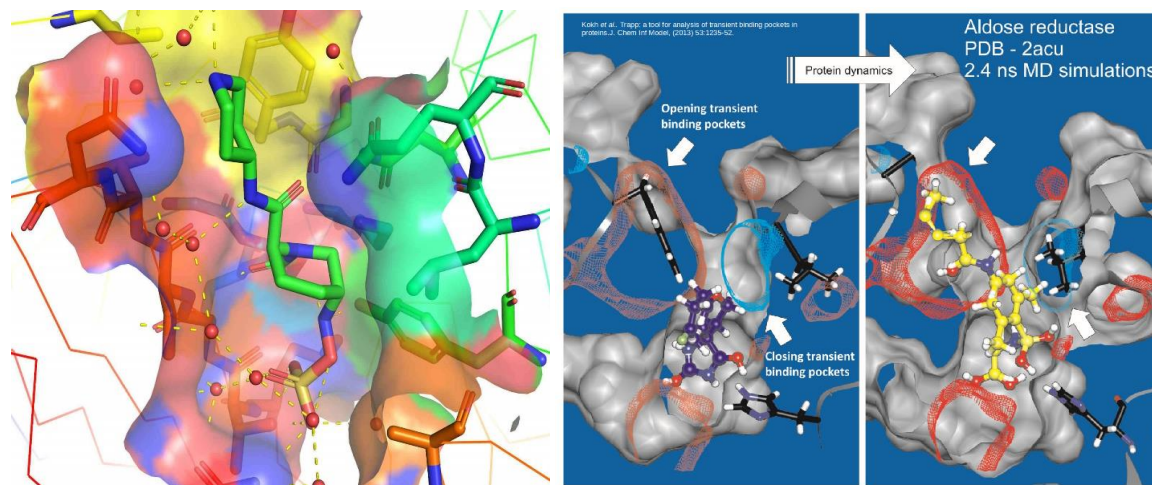 Kokh et al. Trapp: a tool for analysis of transient binding pockets in
proteins.J. Chem Inf Model, (2013) 53:1235-52.
Protein dynamics
Aldose reductase
PDB - 2acu
2.4 ns MD simulations
Opening transient
binding pockets
Closing transient
binding pockets